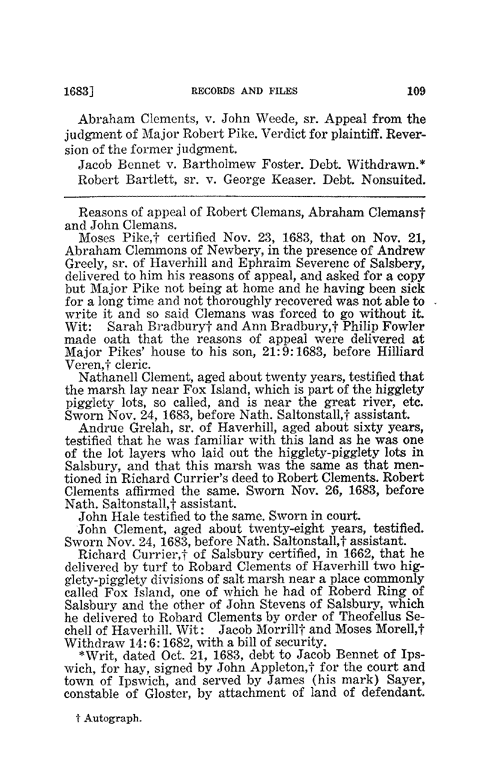 1683] RECORDS AND FILES 109
Abraham Clements, v. John Weede, sr. Appeal from the
judgment of Major Robert Pike. Verdict for plaintiff. Rever-
sion of the former judgment.
Jacob Bennet v. Bartholmew Foster. Debt. Withdrawn.*
Robert Bartlett, sr. v. George Keaser. Debt. Nonsuited.
Reasons of appeal of Robert Clemans, Abraham Clemans†
and John Clemans.
Moses Pike,† certified Nov. 23, 1683, that on Nov. 21,
Abraham Clemmons of Newbery, in the presence of Andrew
Greely, sr. of Haverhill and Ephraim Severenc of Salsbery,
delivered to him his reasons of appeal, and asked for a copy
but Major Pike not being at home and he having been sick
for a long time and not thoroughly recovered was not able to
write it and so said Clemans was forced to go without it.
Wit: Sarah Bradbury† and Ann Bradbury,† Philip Fowler
made oath that the reasons of appeal were delivered at
Major Pikes' house to his son, 21:9:1683, before Hilliard
Veren,† cleric.
Nathanell Clement, aged about twenty years, testified that
the marsh lay near Fox Island, which is part of the higglety
pigglety lots, so called, and is near the great river, etc.
Sworn Nov. 24, 1683, before Nath. Saltonstall,† assistant.
Andrue Grelah, sr. of Haverhill, aged about sixty years,
testified that he was familiar with this land as he was one
of the lot layers who laid out the higglety-pigglety lots in
Salsbury, and that this marsh was the same as that men-
tioned in Richard Currier's deed to Robert Clements. Robert
Clements affirmed the same. Sworn Nov. 26, 1683, before
Nath. Saltonstall,† assistant.
John Hale testified to the same. Sworn in court.
John Clement, aged about twenty-eight years, testified.
Sworn Nov. 24, 1683, before Nath. Saltonstall,† assistant.
Richard Currier,† of Salsbury certified, in 1662, that he
delivered by turf to Robard Clements of Haverhill two hig-
glety-pigglety divisions of salt marsh near a place commonly
called Fox Island, one of which he had of Roberd Ring of
Salsbury and the other of John Stevens of Salsbury, which
he delivered to Robard Clements by order of Theofellus Se-
chell of Haverhill. Wit: Jacob Morrill† and Moses Morell,†
Withdraw 14:6:1682, with a bill of security.
*Writ, dated Oct. 21, 1683, debt to Jacob Bennet of Ips-
wich, for hay, signed by John Appleton,† for the court and
town of Ipswich, and served by James (his mark) Sayer,
constable of Gloster, by attachment of land of defendant.
† Autograph.